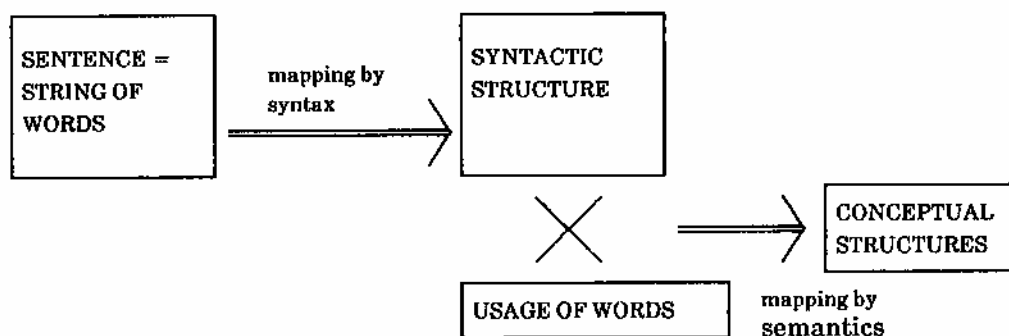 SENTENCE =
STRING OF
WORDS
mapping by
syntax
SYNTACTIC
STRUCTURE
USAGE OF WORDS
mapping by
semantics
CONCEPTUAL
STRUCTURES